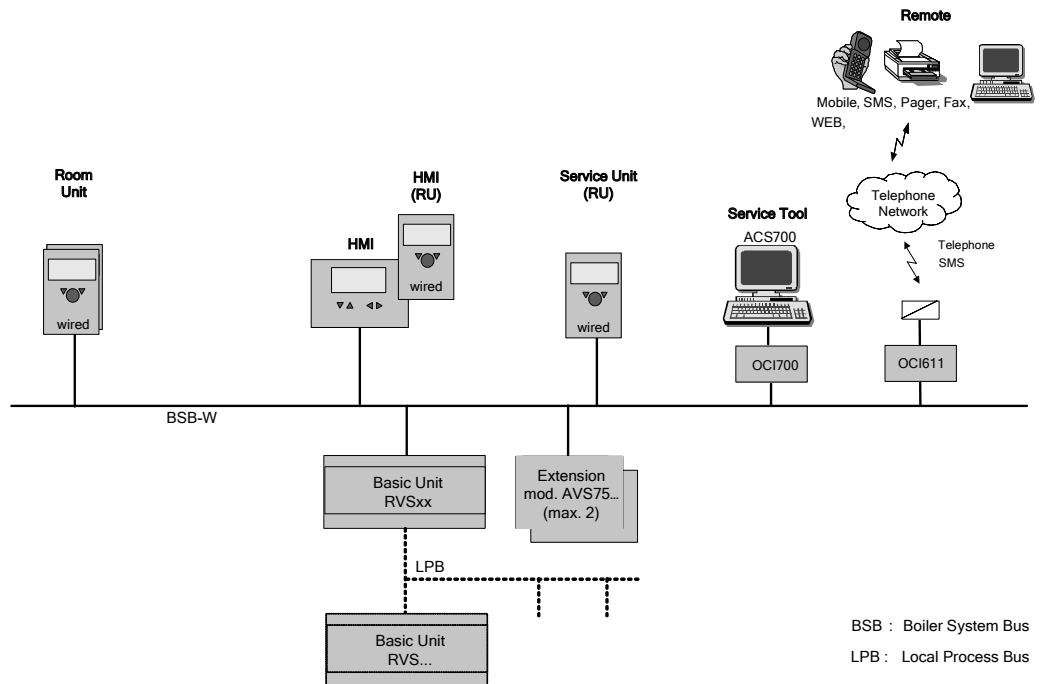 Remote
Mobile, SMS, Pager, Fax,
WEB,
Telephone
Network
Telephone
SMS
Room
Unit
wired
HMI
HMI
(RU)
wired
Service Unit
(RU)
wired
Service Tool
ACS700
OCI700
OCI611
BSB-W
Basic Unit
RVSxx
Extension
mod. AVS75...
(max. 2)
LPB
Basic Unit
RVS...
BSB : Boiler System Bus
LPB : Local Process Bus